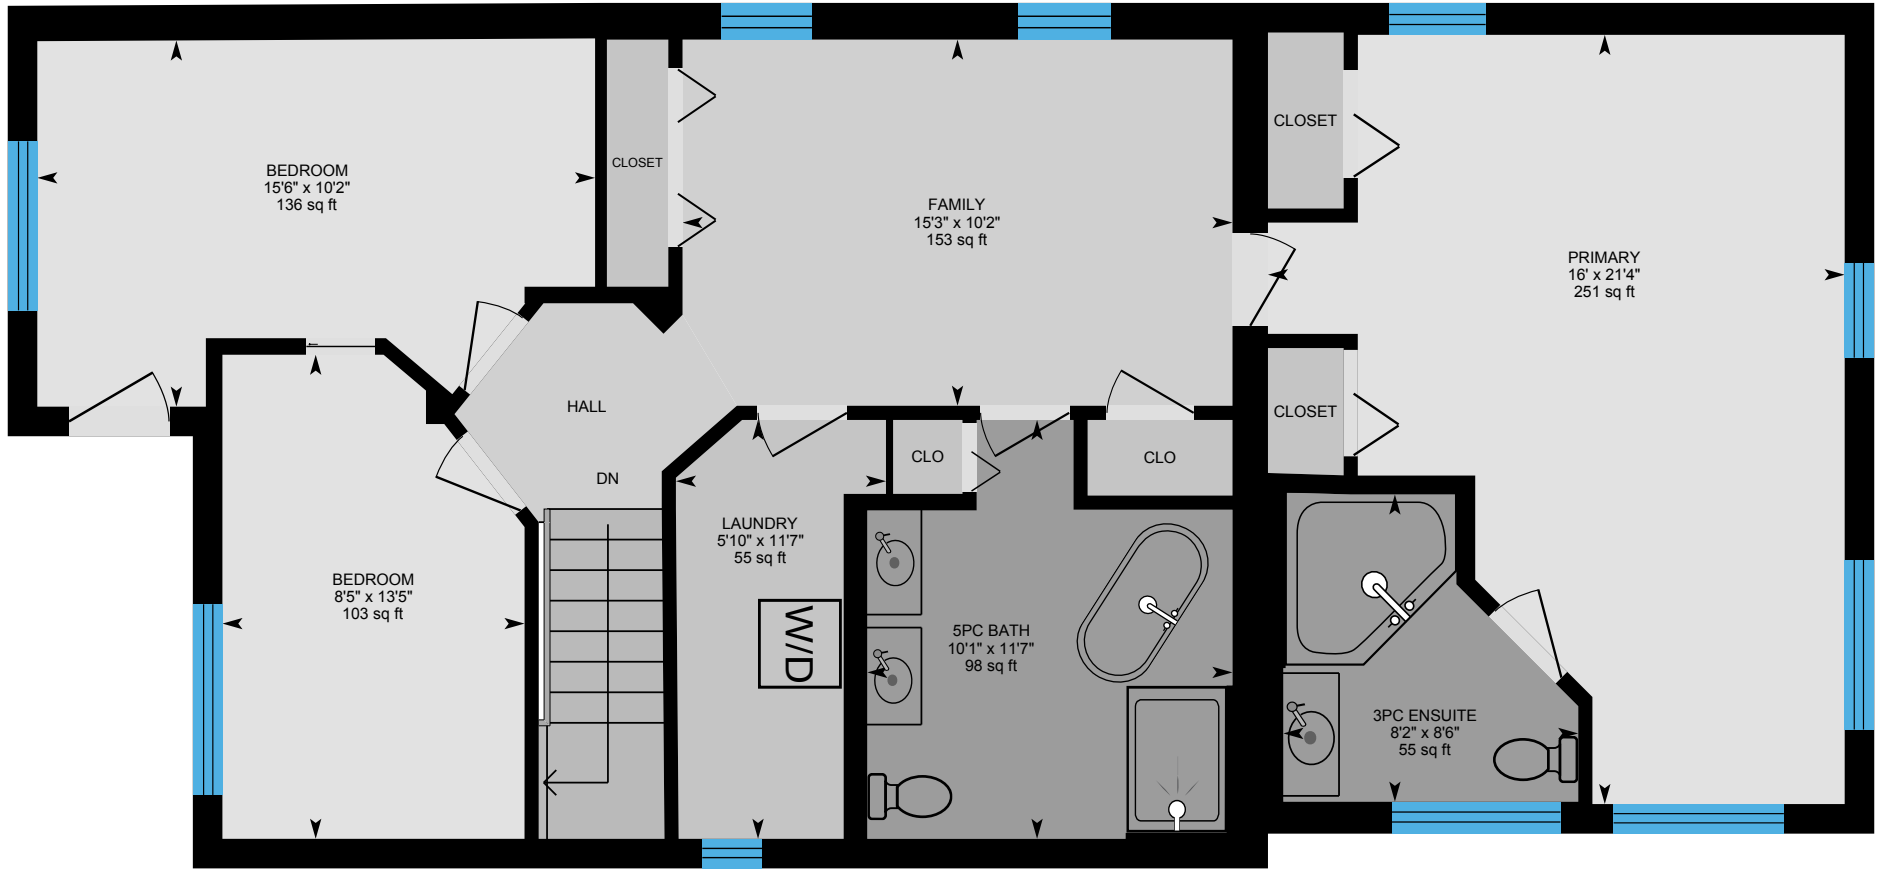 BEDROOM
15'6" x 10'2"
136 sq ft
CLOSET
FAMILY
15'3" x 10'2"
153 sq ft
CLOSET
PRIMARY
16' x 21'4"
251 sq ft
HALL
DN
CLOSET
CLO
CLO
LAUNDRY
5'10" x 11'7"
55 sq ft
BEDROOM
8'5" x 13'5"
103 sq ft
W/D
5PC BATH
10'1" x 11'7"
98 sq ft
3PC ENSUITE
8'2" x 8'6"
55 sq ft